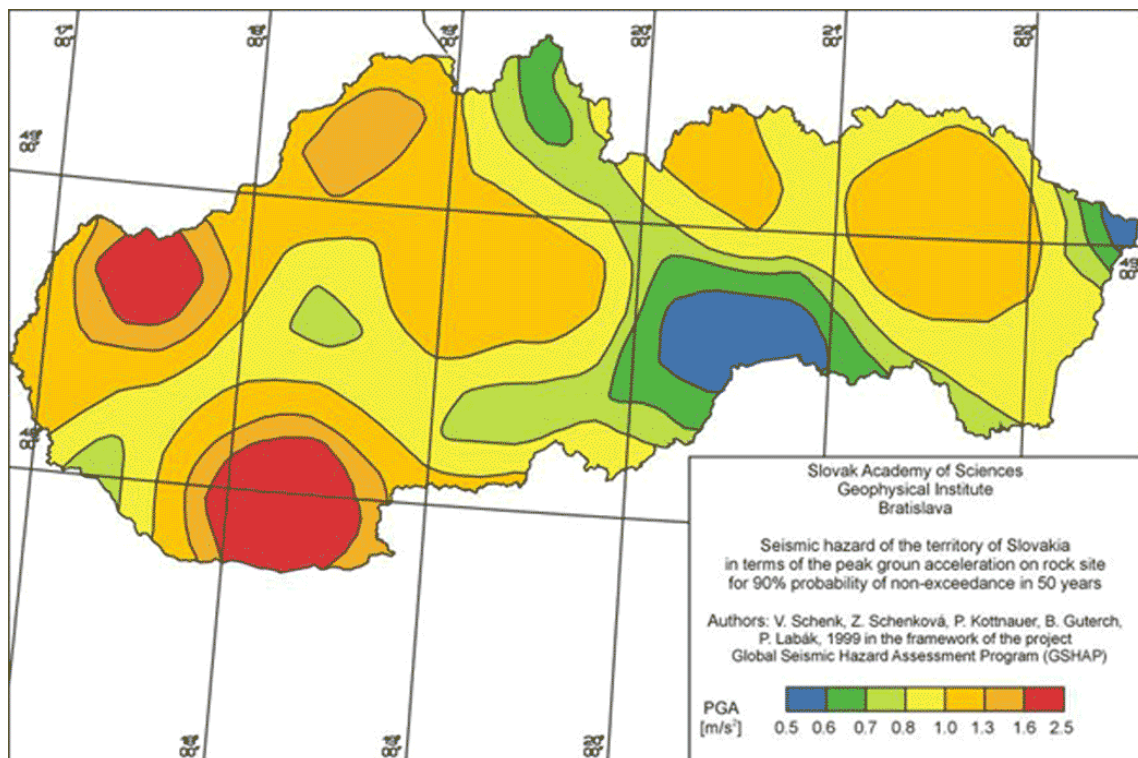 Slovak Academy of Sciences
Geophysical Institute
Bratislava
Seismic hazard of the territory of Slovakia
in terms of the peak groun acceleration on rock site
for 90% probability of non-exceedance in 50 years
Authors: V. Schenk, Z. Schenková, P. Kottnauer, B. Guterch,
P. Labák, 1999 in the framework of the project
Global Seismic Hazard Assessment Program (GSHAP)
PGA
[m/s²] 0.5 0.6 0.7 0.8 1.0 1.3 1.6 2.5